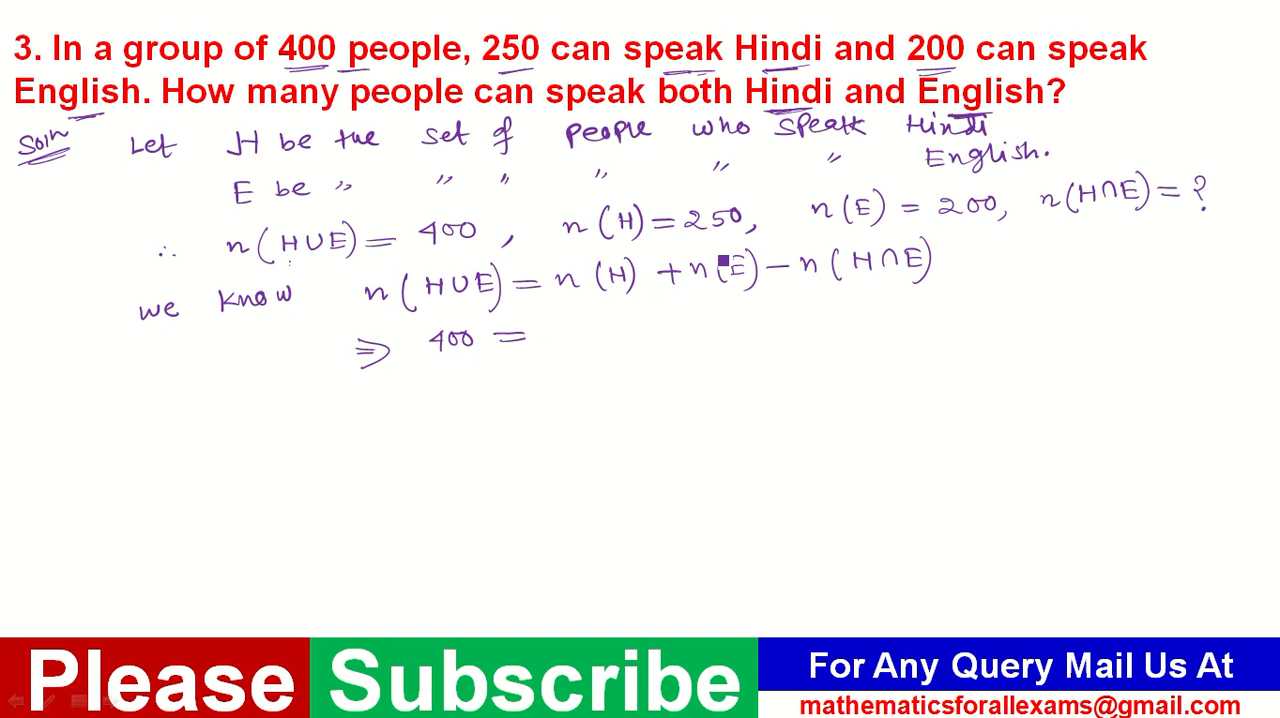 3. In a group of 400 people, 250 can speak Hindi and 200 can speak
English. How many people can speak both Hindi and English?
Soln Let H be the set of people who speak Hindi
E be " " " " " " English.
∴ n(H∪E) = 400, n(H) = 250, n(E) = 200, n(H∩E) = ?
we know n(H∪E) = n(H) + n(E) − n(H∩E)
⇒ 400 =
Please Subscribe
For Any Query Mail Us At
mathematicsforallexams@gmail.com